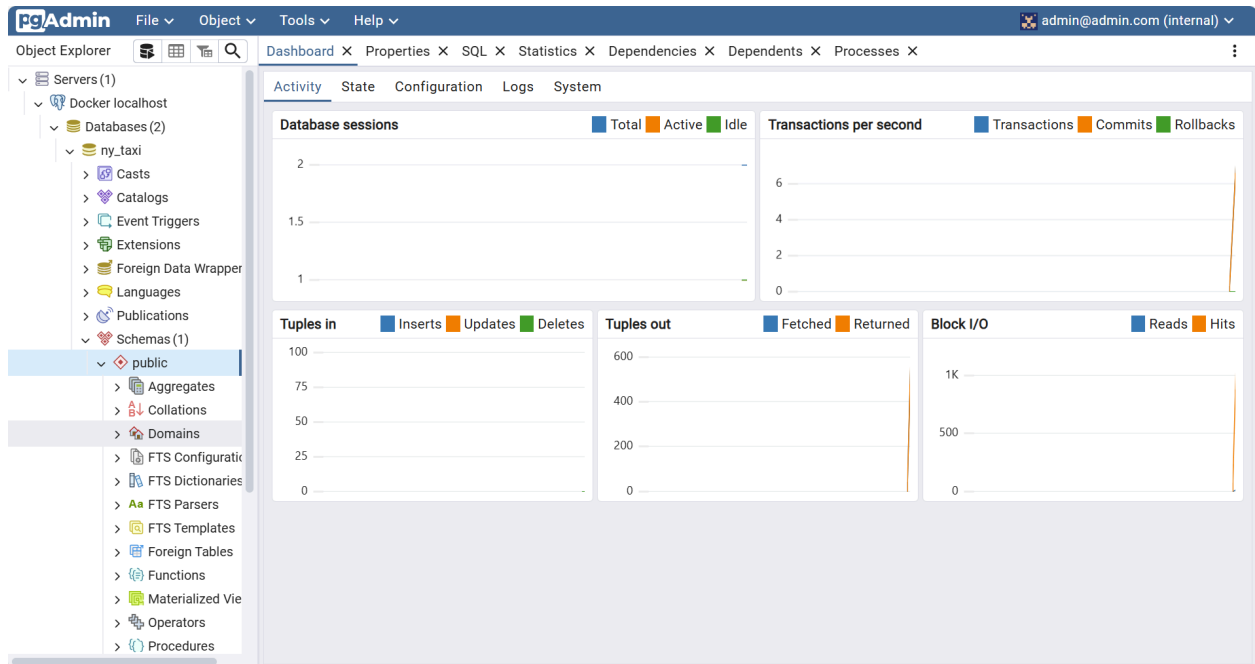 pgAdmin File Object Tools Help admin@admin.com (internal)
Object Explorer Dashboard Properties SQL Statistics Dependencies Dependents Processes
Servers (1)
Docker localhost
Databases (2)
ny_taxi
Casts
Catalogs
Event Triggers
Extensions
Foreign Data Wrapper
Languages
Publications
Schemas (1)
public
Aggregates
A
B
Collations
Domains
FTS Configuratio
FTS Dictionaries
Aa FTS Parsers
FTS Templates
Foreign Tables
Functions
Materialized Vie
Operators
Procedures
Activity State Configuration Logs System
Database sessions Total Active Idle
2
1.5
1
Transactions per second Transactions Commits Rollbacks
6
4
2
0
Tuples in Inserts Updates Deletes
100
75
50
25
0
Tuples out Fetched Returned
600
400
200
0
Block I/O Reads Hits
1K
500
0